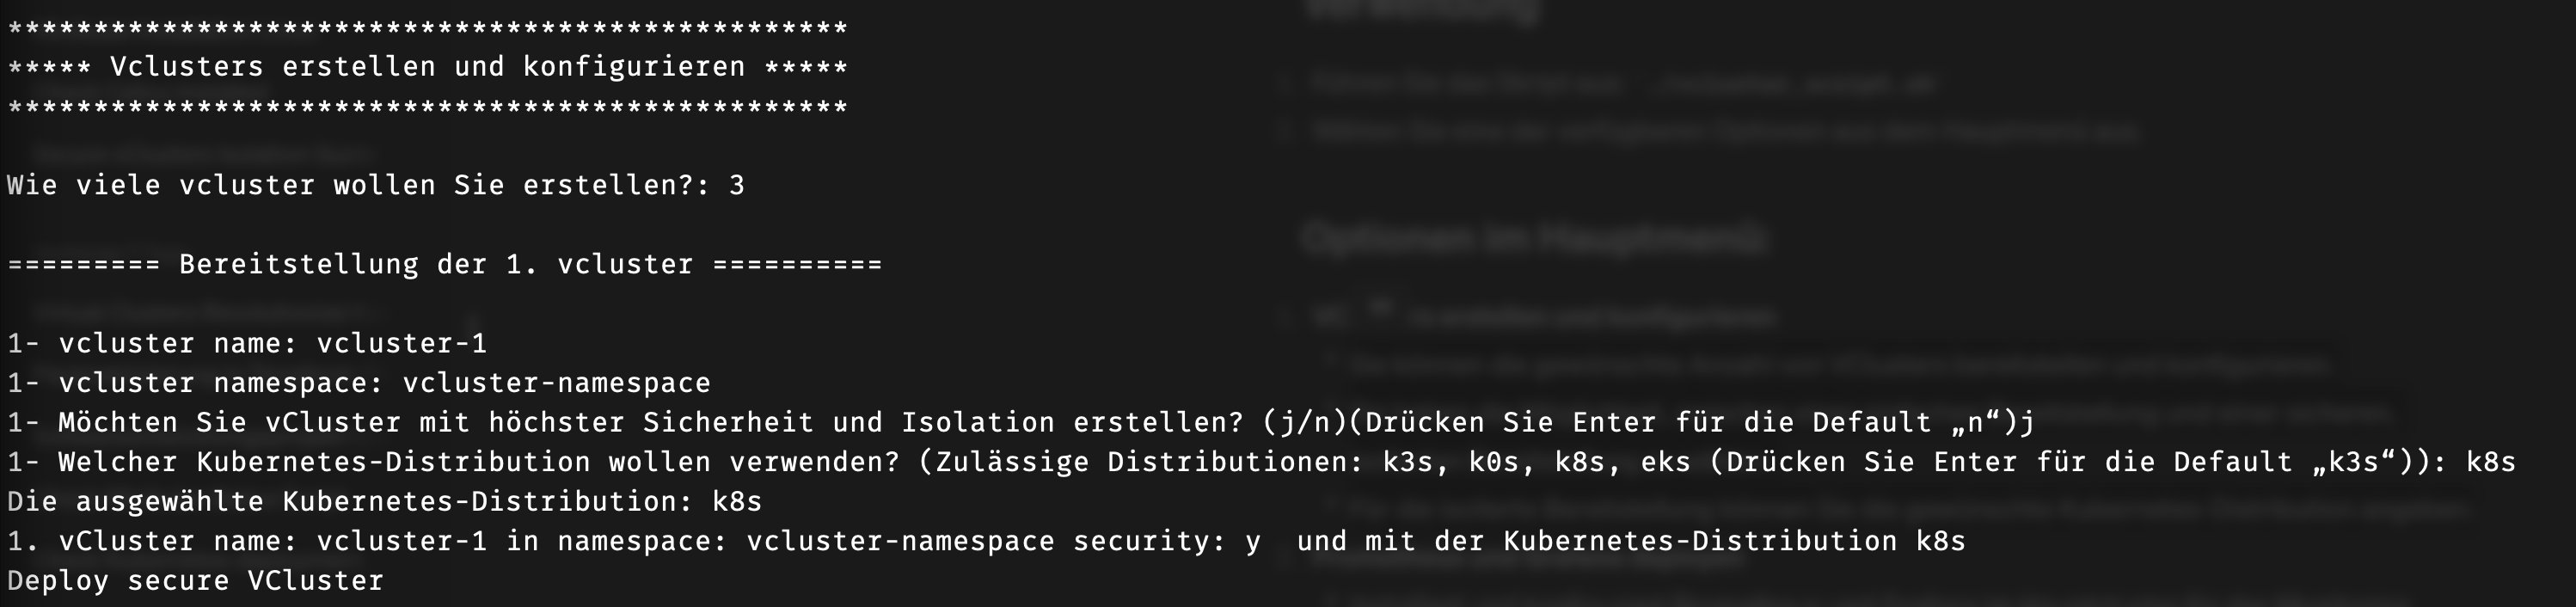 *************************************************
***** Vclusters erstellen und konfigurieren *****
*************************************************
Wie viele vcluster wollen Sie erstellen?: 3
========= Bereitstellung der 1. vcluster ==========
1- vcluster name: vcluster-1
1- vcluster namespace: vcluster-namespace
1- Möchten Sie vCluster mit höchster Sicherheit und Isolation erstellen? (j/n)(Drücken Sie Enter für die Default „n“)j
1- Welcher Kubernetes-Distribution wollen verwenden? (Zulässige Distributionen: k3s, k0s, k8s, eks (Drücken Sie Enter für die Default „k3s“)): k8s
Die ausgewählte Kubernetes-Distribution: k8s
1. vCluster name: vcluster-1 in namespace: vcluster-namespace security: y  und mit der Kubernetes-Distribution k8s
Deploy secure VCluster
Optionen im Hauptmenü: